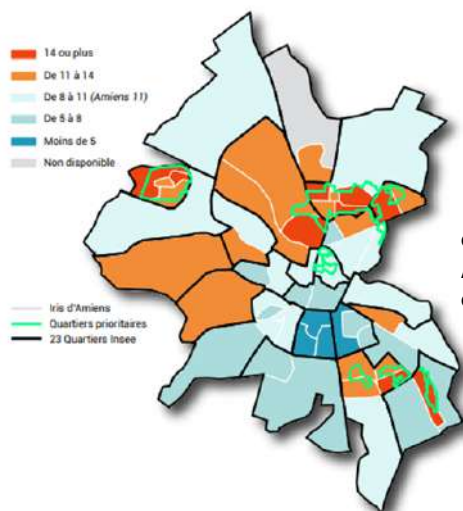 14 ou plus
De 11 à 14
De 8 à 11 (Amiens 11)
De 5 à 8
Moins de 5
Non disponible
Iris d'Amiens
Quartiers prioritaires
23 Quartiers Insee